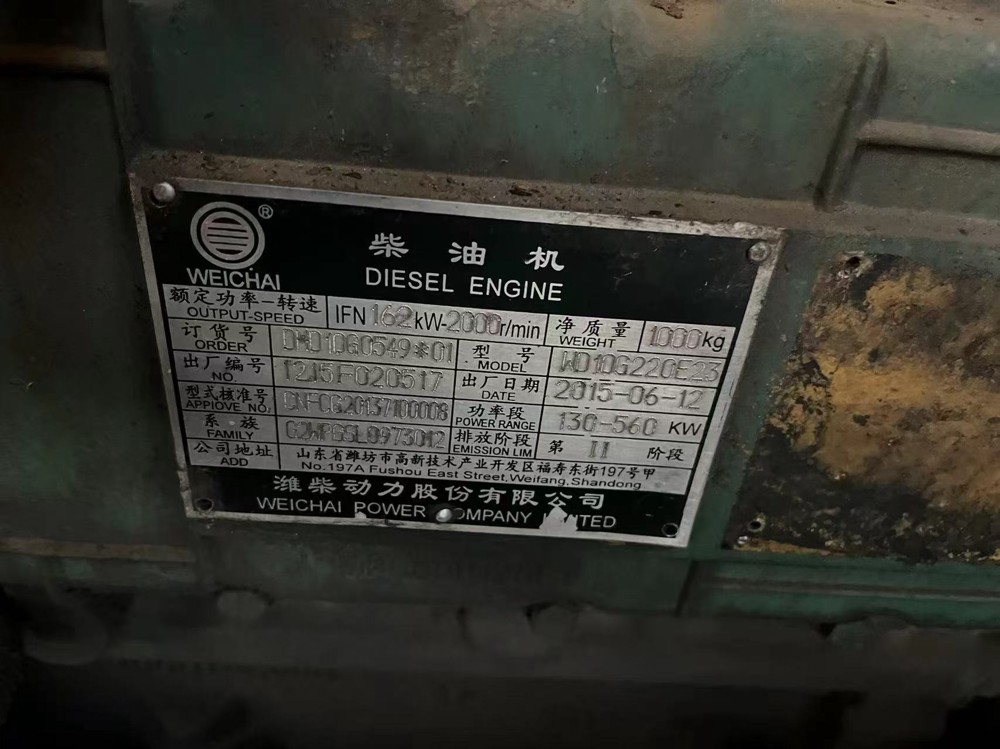 WEICHAI ®
柴油机
DIESEL ENGINE
额定功率-转速 IFN 162 kW-2000 r/min 净质量 1000 kg
OUTPUT-SPEED WEIGHT
订货号 0549*01 型号 WD10G220E23
ORDER MODEL
出厂编号 1215F020517 出厂日期 2015-06-12
NO. DATE
型式核准号 功率段 130-560 KW
APPIOVE NO. POWER RANGE
系族 排放阶段 第 II 阶段
FAMILY EMISSION LIM
公司地址 山东省潍坊市高新技术产业开发区福寿东街197号甲
ADD No.197A Fushou East Street,Weifang,Shandong
潍柴动力股份有限公司
WEICHAI POWER COMPANY LIMITED